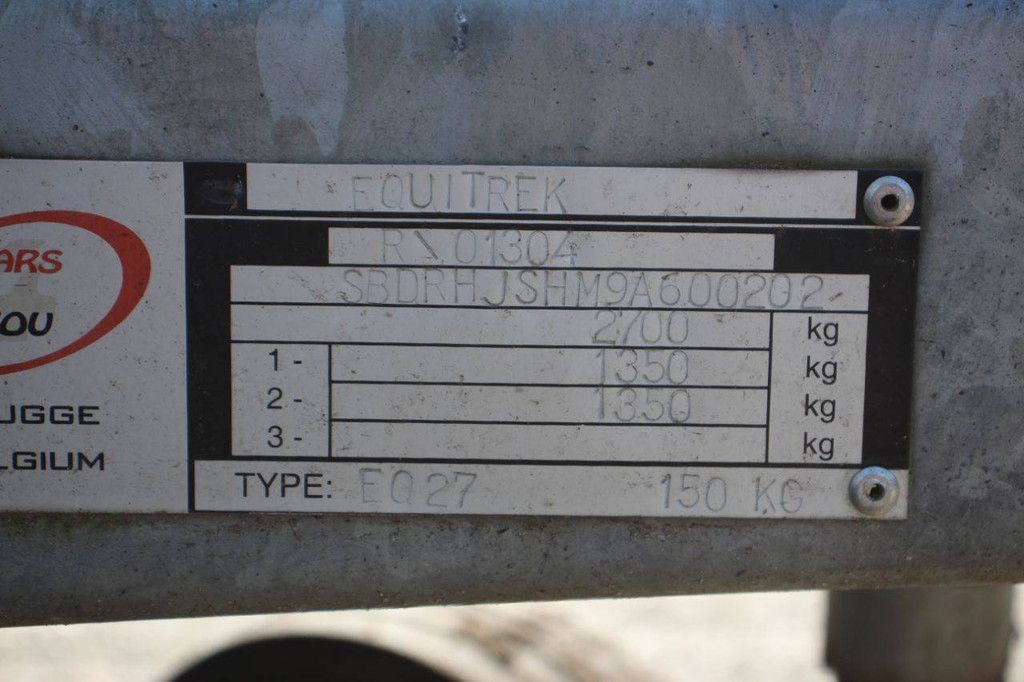 EQUITREK
R\01304
SBDRHJSHM9A600202
2700 kg
1- 1350 kg
2- 1350 kg
3- kg
TYPE: EQ27 150 KG
ARS
OU
UGGE
LGIUM